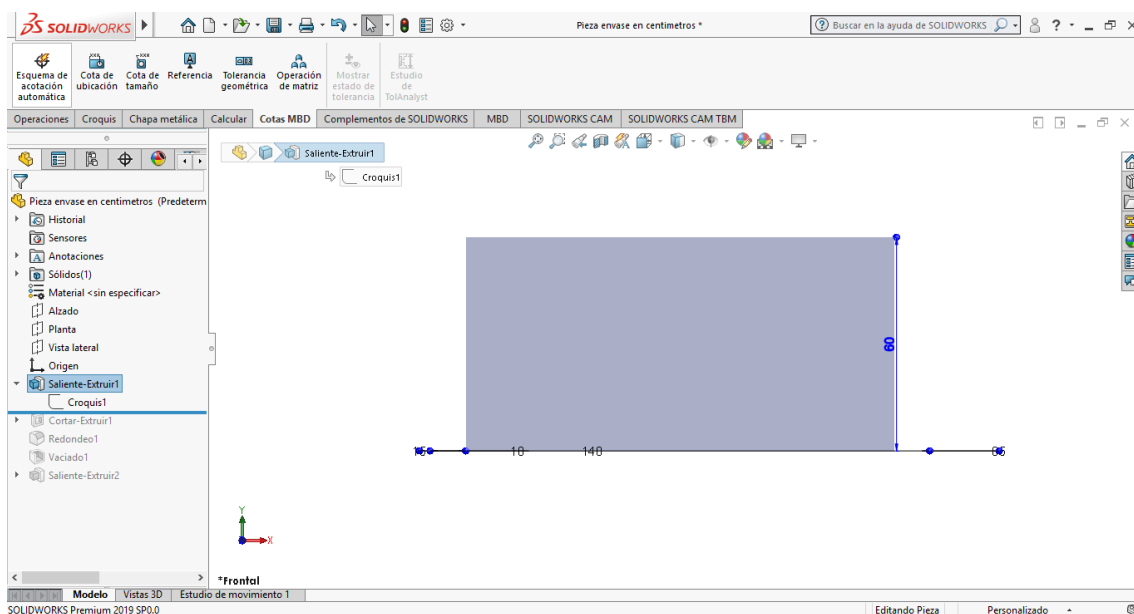 SOLIDWORKS
Pieza envase en centimetros *
Buscar en la ayuda de SOLIDWORKS
?
Esquema de acotación automática
Cota de ubicación
Cota de tamaño
Referencia
Tolerancia geométrica
Operación de matriz
Mostrar estado de tolerancia
Estudio de TolAnalyst
Operaciones Croquis Chapa metálica Calcular Cotas MBD Complementos de SOLIDWORKS MBD SOLIDWORKS CAM SOLIDWORKS CAM TBM
Saliente-Extruir1
Croquis1
Pieza envase en centimetros (Predeterm
Historial
Sensores
Anotaciones
Sólidos(1)
Material <sin especificar>
Alzado
Planta
Vista lateral
Origen
Saliente-Extruir1
Croquis1
Cortar-Extruir1
Redondeo1
Vaciado1
Saliente-Extruir2
60
10
140
Y
X
*Frontal
Modelo Vistas 3D Estudio de movimiento 1
SOLIDWORKS Premium 2019 SP0.0
Editando Pieza Personalizado